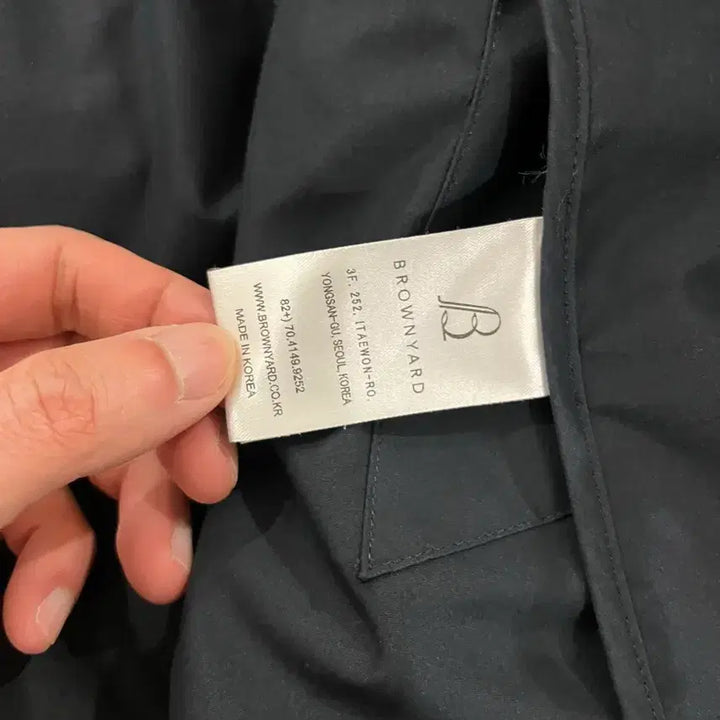 B
BROWNYARD
3F. 252, ITAEWON-RO.
YONGSAN-GU, SEOUL, KOREA
82+) 70.4149.9252
WWW.BROWNYARD.CO.KR
MADE IN KOREA